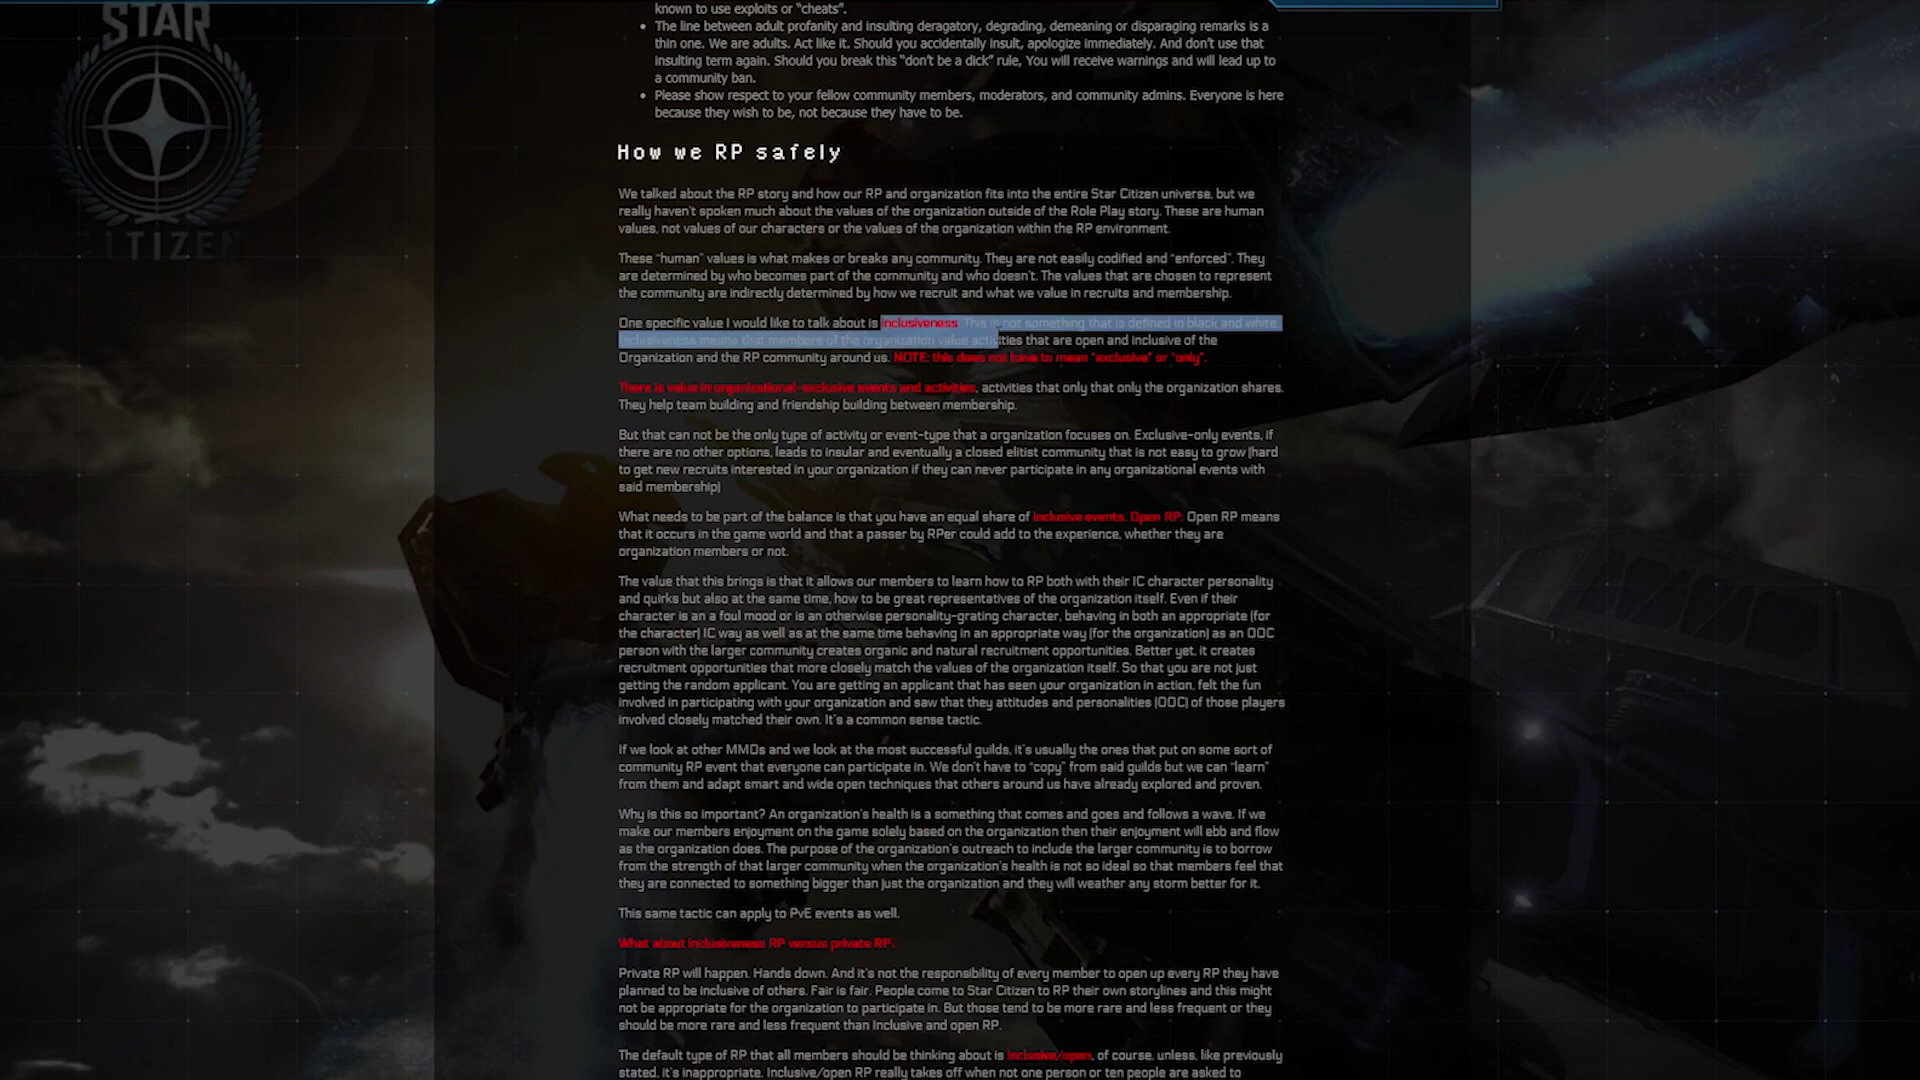 STAR
CITIZEN
known to use exploits or “cheats”.
• The line between adult profanity and insulting deragatory, degrading, demeaning or disparaging remarks is a
thin one. We are adults. Act like it. Should you accidentally insult, apologize immediately. And don’t use that
insulting term again. Should you break this “don’t be a dick” rule, You will receive warnings and will lead up to
a community ban.
• Please show respect to your fellow community members, moderators, and community admins. Everyone is here
because they wish to be, not because they have to be.
How we RP safely
We talked about the RP story and how our RP and organization fits into the entire Star Citizen universe, but we
really haven’t spoken much about the values of the organization outside of the Role Play story. These are human
values, not values of our characters or the values of the organization within the RP environment.
These “human” values is what makes or breaks any community. They are not easily codified and “enforced”. They
are determined by who becomes part of the community and who doesn’t. The values that are chosen to represent
the community are indirectly determined by how we recruit and what we value in recruits and membership.
One specific value I would like to talk about is inclusiveness. This is not something that is defined in black and white.
Inclusiveness means that members of the organization value activities that are open and inclusive of the
Organization and the RP community around us. NOTE: this does not have to mean “exclusive” or “only”.
There is value in organizational-exclusive events and activities, activities that only that only the organization shares.
They help team building and friendship building between membership.
But that can not be the only type of activity or event-type that a organization focuses on. Exclusive-only events, if
there are no other options, leads to insular and eventually a closed elitist community that is not easy to grow (hard
to get new recruits interested in your organization if they can never participate in any organizational events with
said membership)
What needs to be part of the balance is that you have an equal share of inclusive events. Open RP: Open RP means
that it occurs in the game world and that a passer by RPer could add to the experience, whether they are
organization members or not.
The value that this brings is that it allows our members to learn how to RP both with their IC character personality
and quirks but also at the same time, how to be great representatives of the organization itself. Even if their
character is an a foul mood or is an otherwise personality-grating character, behaving in both an appropriate (for
the character) IC way as well as at the same time behaving in an appropriate way (for the organization) as an OOC
person with the larger community creates organic and natural recruitment opportunities. Better yet, it creates
recruitment opportunities that more closely match the values of the organization itself. So that you are not just
getting the random applicant. You are getting an applicant that has seen your organization in action, felt the fun
involved in participating with your organization and saw that they attitudes and personalities (OOC) of those players
involved closely matched their own. It’s a common sense tactic.
If we look at other MMOs and we look at the most successful guilds, it’s usually the ones that put on some sort of
community RP event that everyone can participate in. We don’t have to “copy” from said guilds but we can “learn”
from them and adapt smart and wide open techniques that others around us have already explored and proven.
Why is this so important? An organization’s health is a something that comes and goes and follows a wave. If we
make our members enjoyment on the game solely based on the organization then their enjoyment will ebb and flow
as the organization does. The purpose of the organization’s outreach to include the larger community is to borrow
from the strength of that larger community when the organization’s health is not so ideal so that members feel that
they are connected to something bigger than just the organization and they will weather any storm better for it.
This same tactic can apply to PvE events as well.
What about inclusiveness RP versus private RP.
Private RP will happen. Hands down. And it’s not the responsibility of every member to open up every RP they have
planned to be inclusive of others. Fair is fair. People come to Star Citizen to RP their own storylines and this might
not be appropriate for the organization to participate in. But those tend to be more rare and less frequent or they
should be more rare and less frequent than Inclusive and open RP.
The default type of RP that all members should be thinking about is Inclusive/open, of course, unless, like previously
stated, it’s inappropriate. Inclusive/open RP really takes off when not one person or ten people are asked to